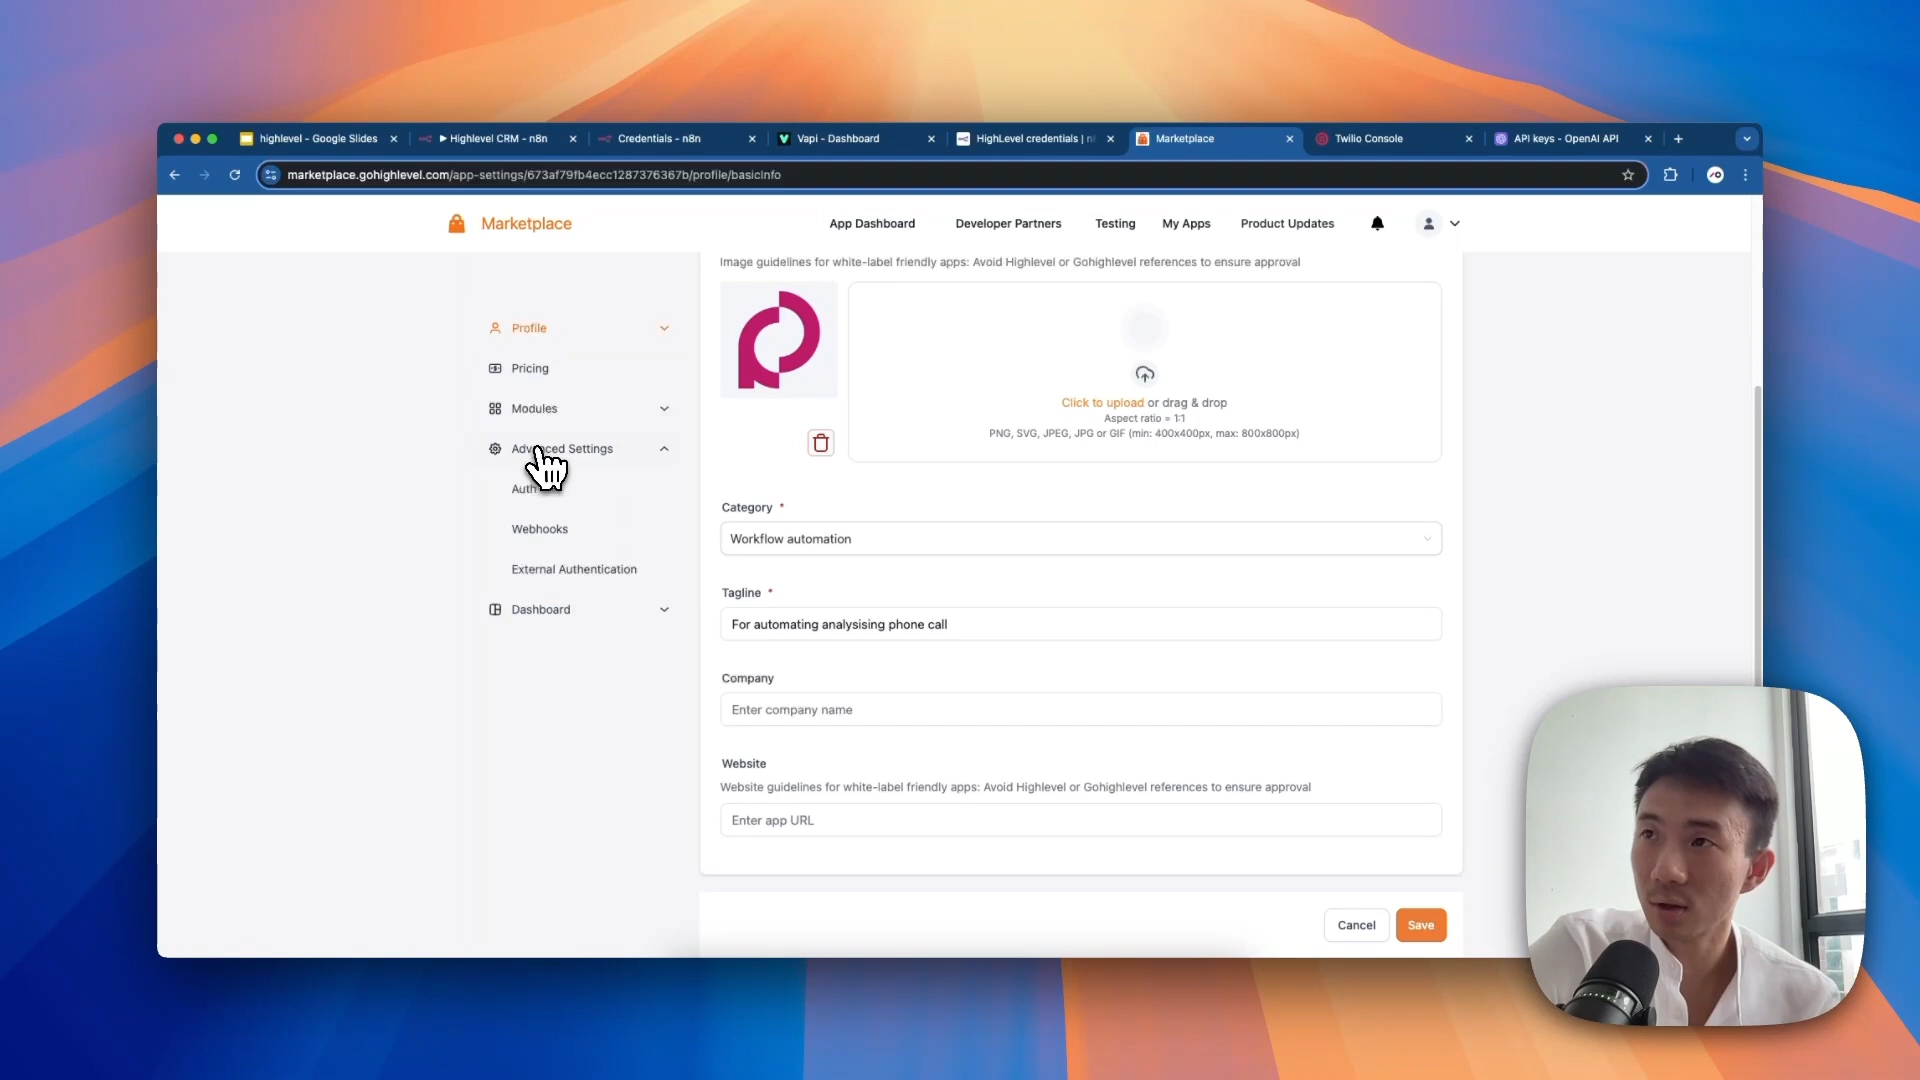 highlevel - Google Slides
Highlevel CRM - n8n
Credentials - n8n
Vapi - Dashboard
HighLevel credentials | n8
Marketplace
Twilio Console
API keys - OpenAI API
marketplace.gohighlevel.com/app-settings/673af79fb4ecc1287376367b/profile/basicInfo
Marketplace
App Dashboard
Developer Partners
Testing
My Apps
Product Updates
Image guidelines for white-label friendly apps: Avoid Highlevel or Gohighlevel references to ensure approval
Profile
Pricing
Modules
Advanced Settings
Auth
Webhooks
External Authentication
Dashboard
Click to upload or drag & drop
Aspect ratio = 1:1
PNG, SVG, JPEG, JPG or GIF (min: 400x400px, max: 800x800px)
Category *
Workflow automation
Tagline *
For automating analysising phone call
Company
Enter company name
Website
Website guidelines for white-label friendly apps: Avoid Highlevel or Gohighlevel references to ensure approval
Enter app URL
Cancel
Save